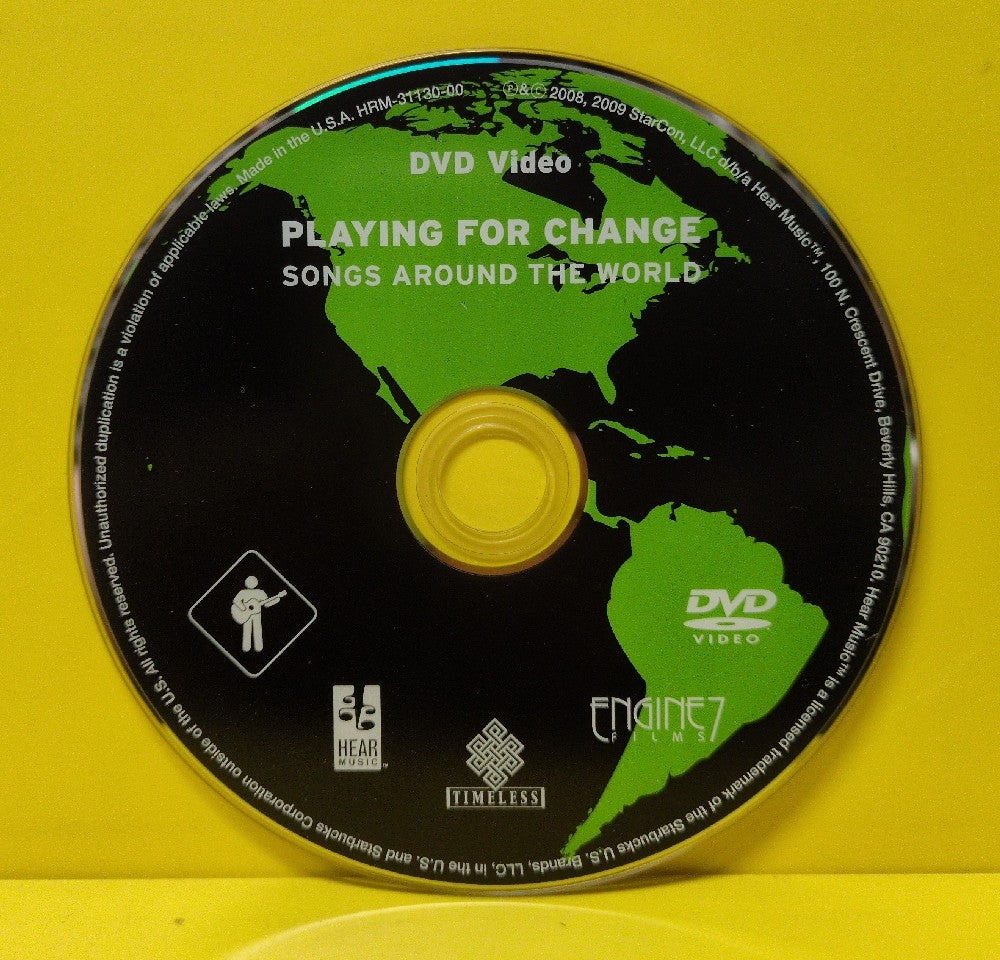 DVD Video
PLAYING FOR CHANGE
SONGS AROUND THE WORLD
DVD
VIDEO
ENGINE7
FILMS
HEAR
MUSIC™
TIMELESS
℗&© 2008, 2009 StarCon, LLC d/b/a Hear Music™ 100 N. Crescent Drive, Beverly Hills, CA 90210. Hear Music™ is a licensed trademark of the Starbucks U.S. Brands, LLC, in the U.S. and Starbucks Corporation outside of the U.S. All rights reserved. Unauthorized duplication is a violation of applicable laws. Made in the U.S.A. HRM-31130-00